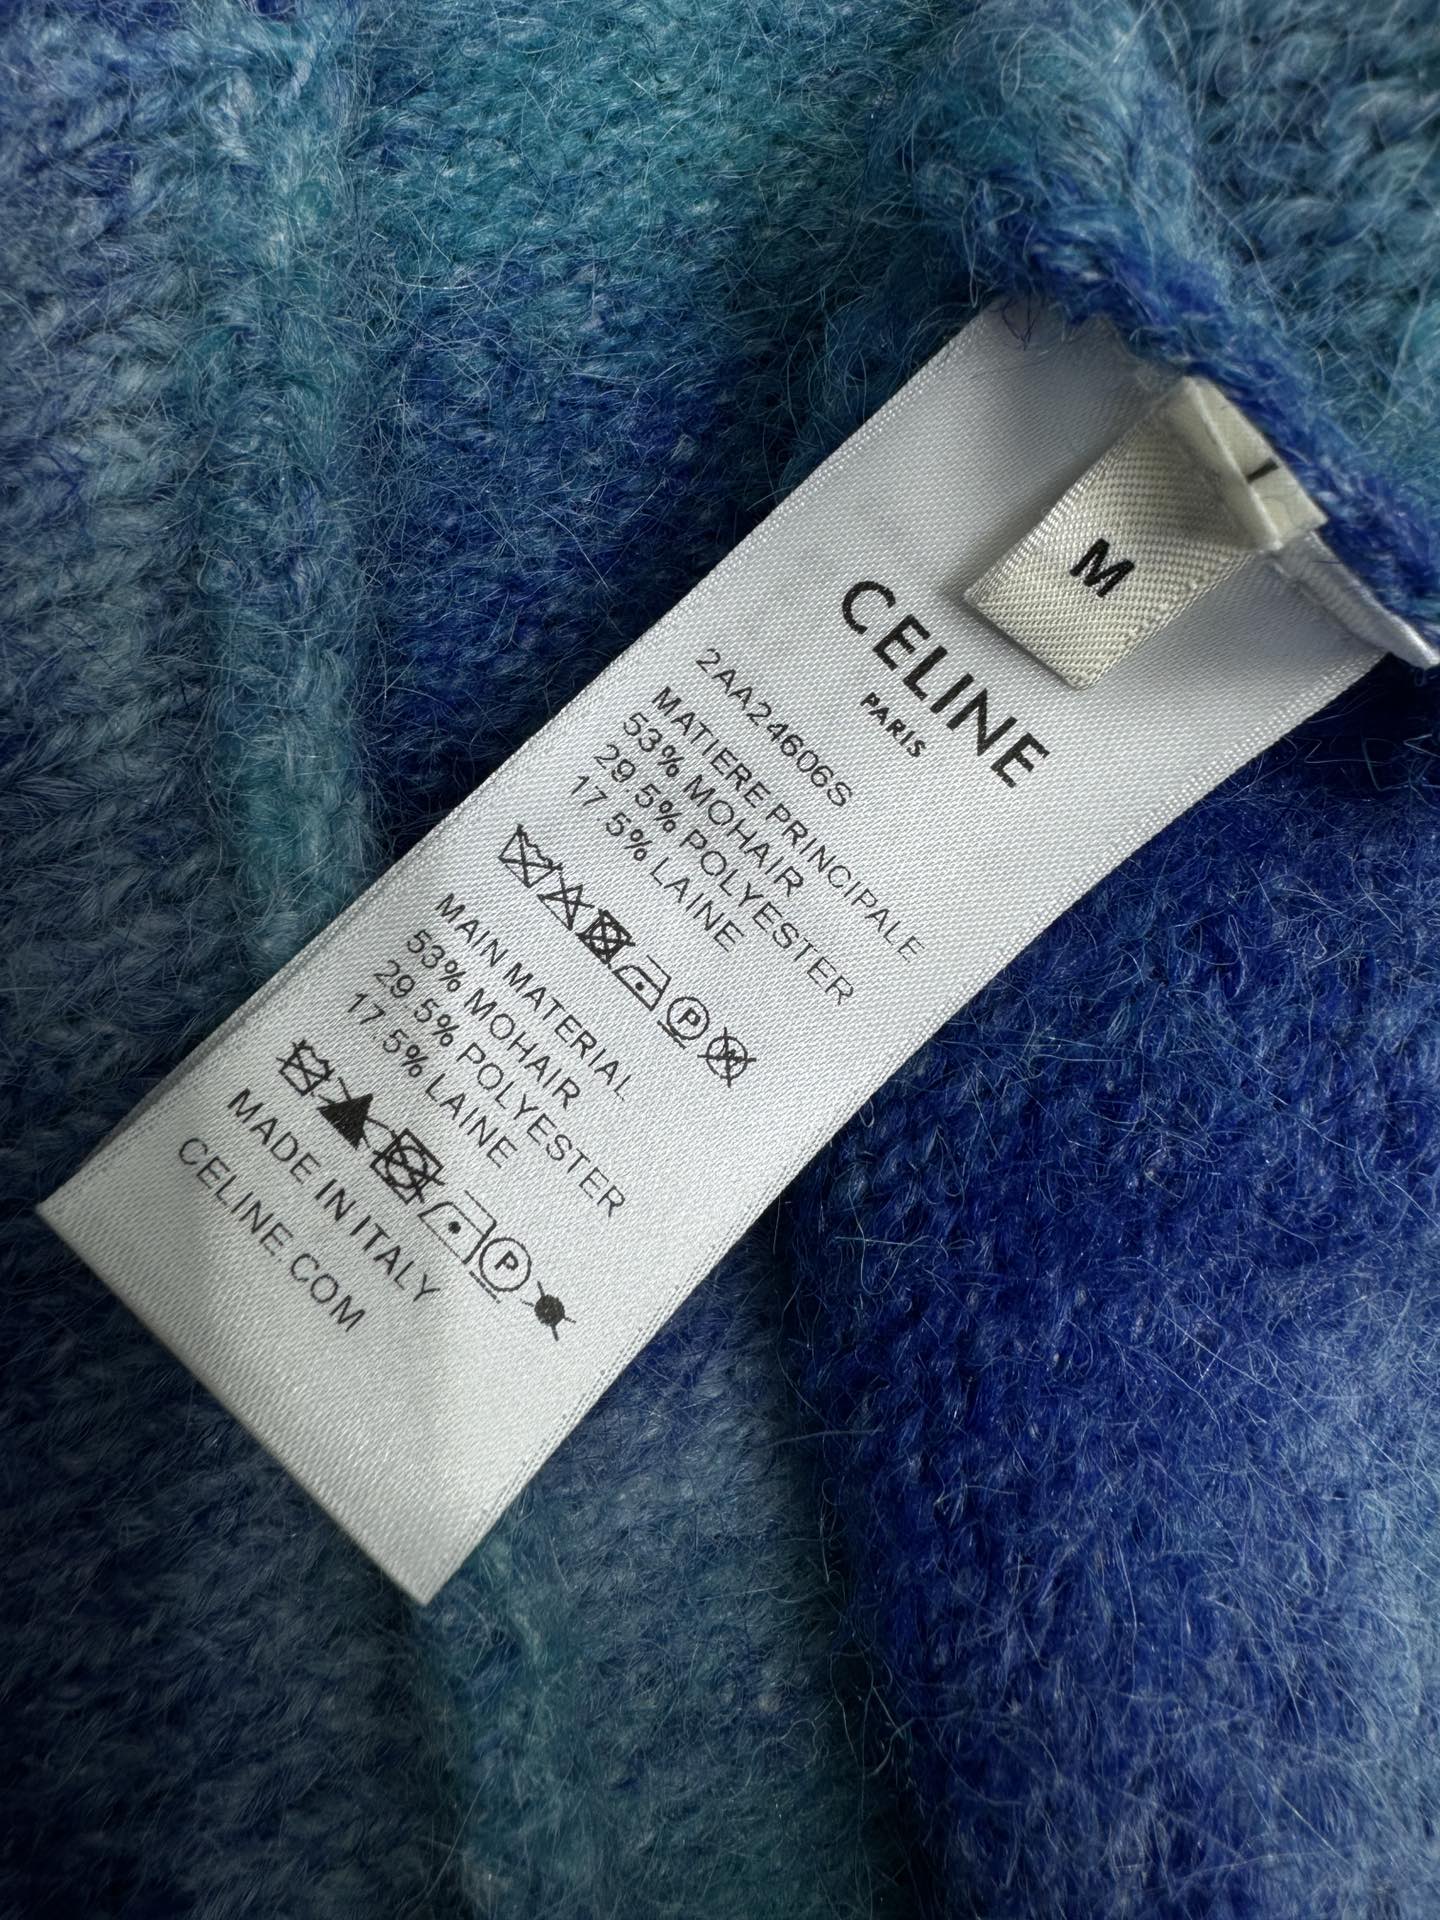 M
CELINE
PARIS
2AA24606S
MATIERE PRINCIPALE
53% MOHAIR
29.5% POLYESTER
17.5% LAINE
P
MAIN MATERIAL
53% MOHAIR
29 5% POLYESTER
17.5% LAINE
P
MADE IN ITALY
CELINE COM